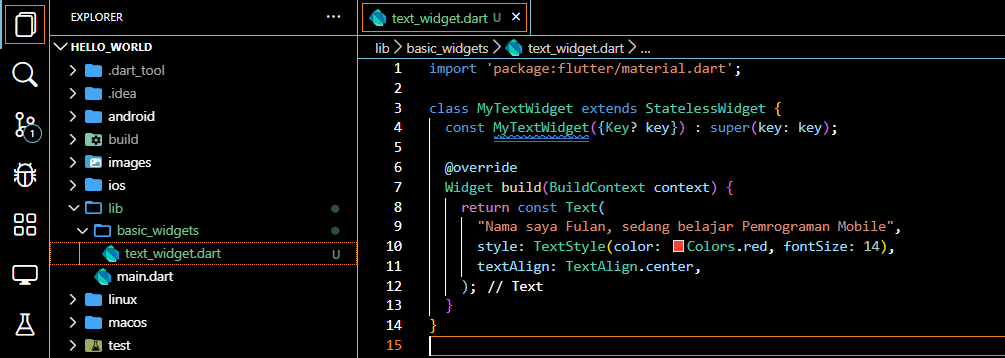 EXPLORER
HELLO_WORLD
.dart_tool
.idea
android
build
images
ios
lib
basic_widgets
text_widget.dart U
main.dart
linux
macos
test
1
text_widget.dart U
lib > basic_widgets > text_widget.dart > ...
1 import 'package:flutter/material.dart';
2
3 class MyTextWidget extends StatelessWidget {
4 const MyTextWidget({Key? key}) : super(key: key);
5
6 @override
7 Widget build(BuildContext context) {
8 return const Text(
9 "Nama saya Fulan, sedang belajar Pemrograman Mobile",
10 style: TextStyle(color: Colors.red, fontSize: 14),
11 textAlign: TextAlign.center,
12 ); // Text
13 }
14 }
15